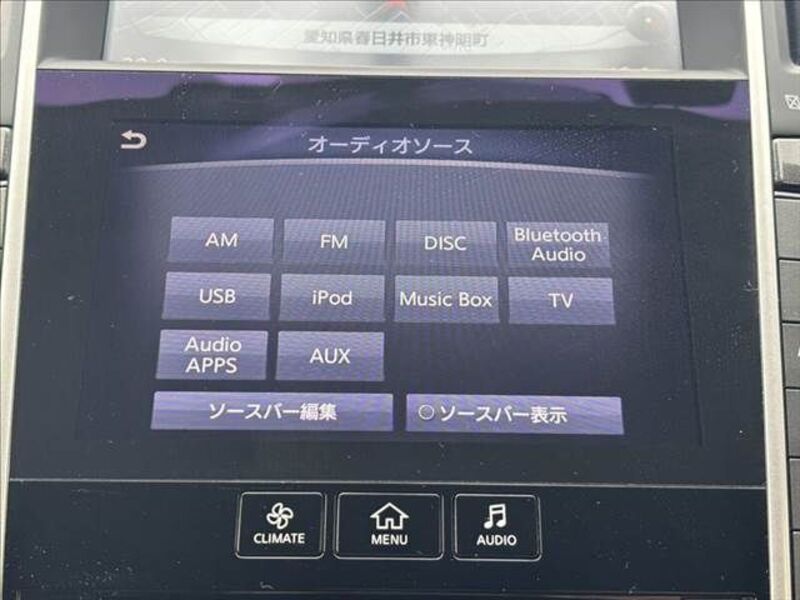 愛知県春日井市東神明町
オーディオソース
AM
FM
DISC
Bluetooth
Audio
USB
iPod
Music Box
TV
Audio
APPS
AUX
ソースバー編集
ソースバー表示
CLIMATE
MENU
AUDIO